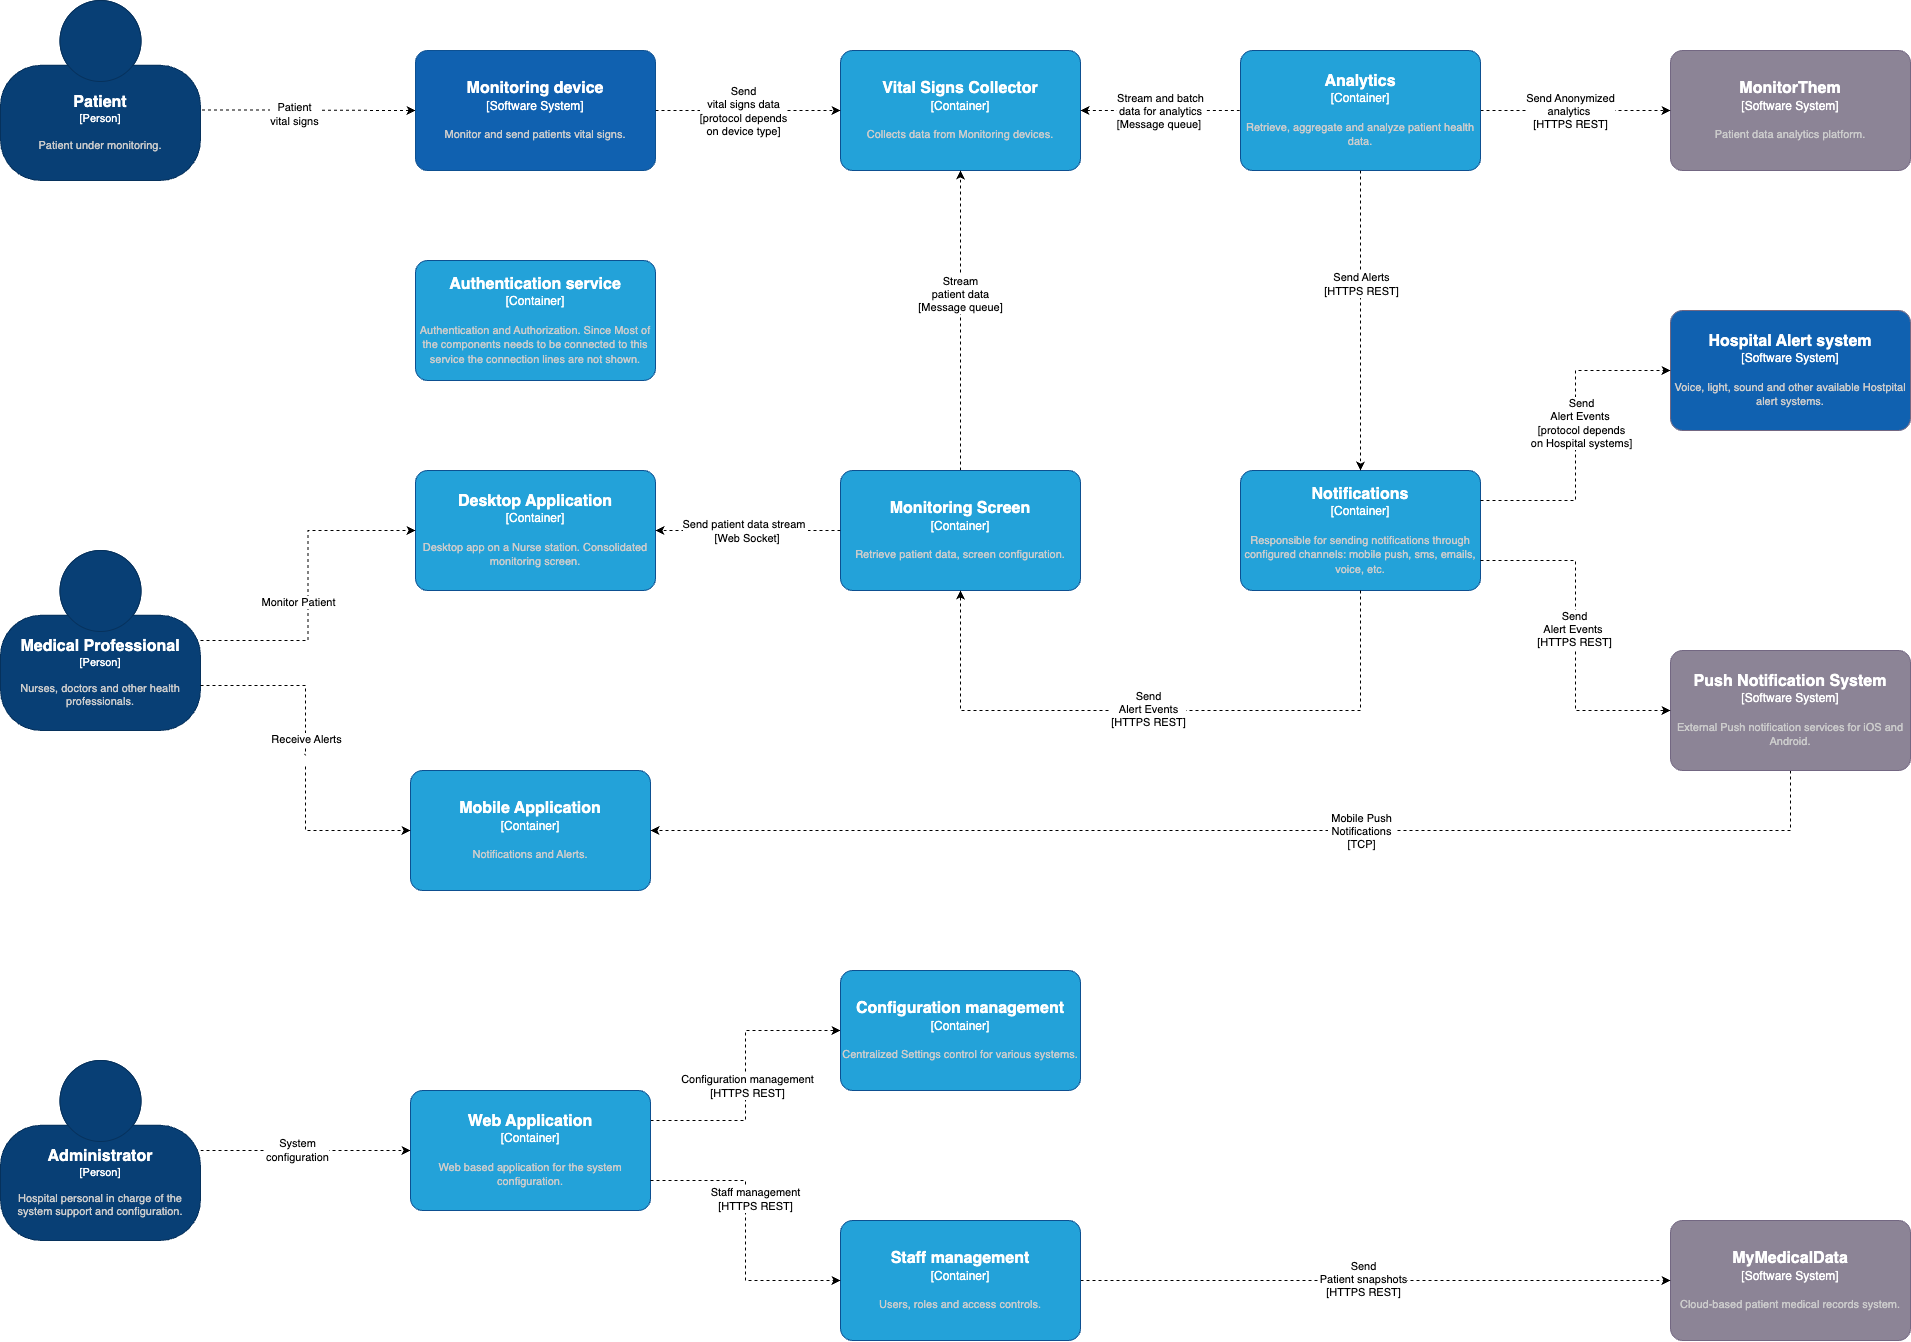 Patient
[Person]
Patient under monitoring.
Patient
vital signs
Monitoring device
[Software System]
Monitor and send patients vital signs.
Send
vital signs data
[protocol depends
on device type]
Vital Signs Collector
[Container]
Collects data from Monitoring devices.
Stream and batch
data for analytics
[Message queue]
Analytics
[Container]
Retrieve, aggregate and analyze patient health
data.
Send Anonymized
analytics
[HTTPS REST]
MonitorThem
[Software System]
Patient data analytics platform.
Authentication service
[Container]
Authentication and Authorization. Since Most of
the components needs to be connected to this
service the connection lines are not shown.
Stream
patient data
[Message queue]
Send Alerts
[HTTPS REST]
Hospital Alert system
[Software System]
Voice, light, sound and other available Hostpital
alert systems.
Send
Alert Events
[protocol depends
on Hospital systems]
Desktop Application
[Container]
Desktop app on a Nurse station. Consolidated
monitoring screen.
Send patient data stream
[Web Socket]
Monitoring Screen
[Container]
Retrieve patient data, screen configuration.
Notifications
[Container]
Responsible for sending notifications through
configured channels: mobile push, sms, emails,
voice, etc.
Monitor Patient
Medical Professional
[Person]
Nurses, doctors and other health
professionals.
Send
Alert Events
[HTTPS REST]
Send
Alert Events
[HTTPS REST]
Push Notification System
[Software System]
External Push notification services for iOS and
Android.
Receive Alerts
Mobile Application
[Container]
Notifications and Alerts.
Mobile Push
Notifications
[TCP]
Configuration management
[Container]
Centralized Settings control for various systems.
Configuration management
[HTTPS REST]
Administrator
[Person]
Hospital personal in charge of the
system support and configuration.
System
configuration
Web Application
[Container]
Web based application for the system
configuration.
Staff management
[HTTPS REST]
Staff management
[Container]
Users, roles and access controls.
Send
Patient snapshots
[HTTPS REST]
MyMedicalData
[Software System]
Cloud-based patient medical records system.